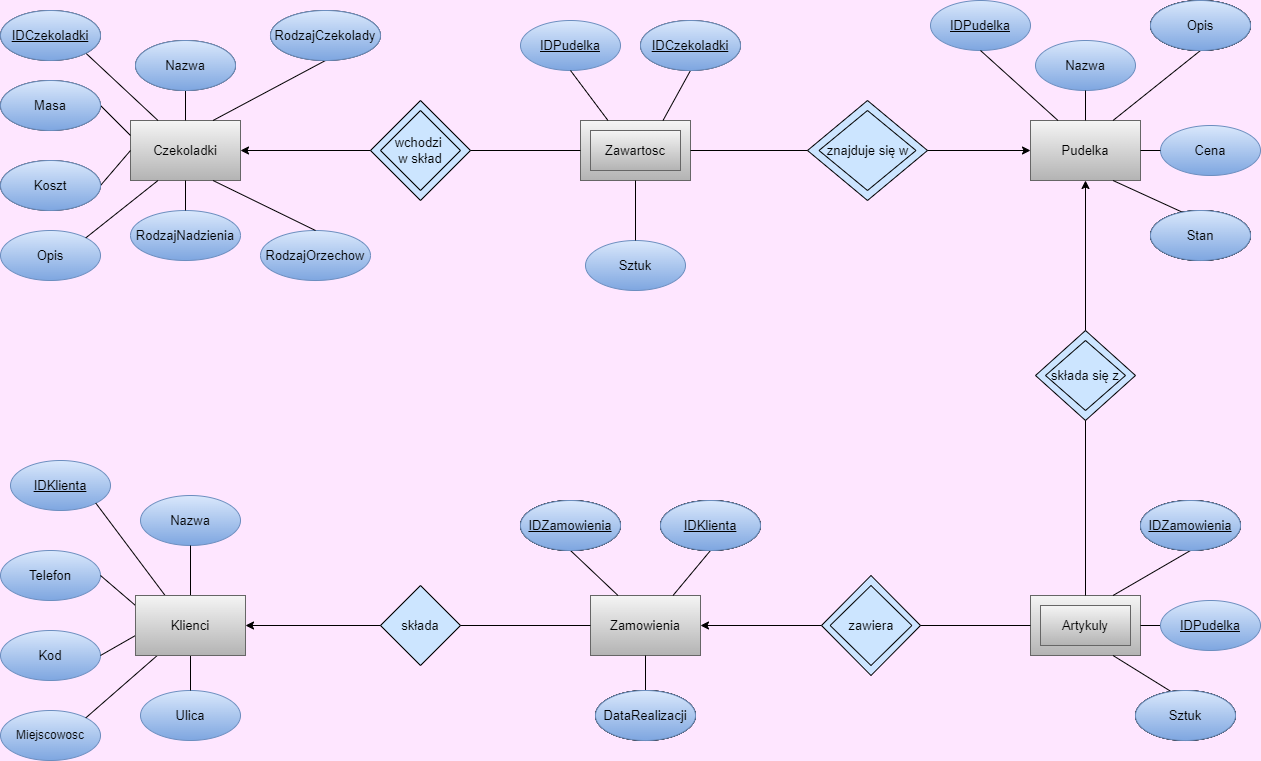 IDCzekoladki
Nazwa
RodzajCzekolady
Masa
Czekoladki
Koszt
Opis
RodzajNadzienia
RodzajOrzechow
wchodzi
w skład
IDPudelka
IDCzekoladki
Zawartosc
Sztuk
znajduje się w
IDPudelka
Nazwa
Opis
Pudelka
Cena
Stan
składa się z
IDKlienta
Nazwa
Telefon
Klienci
Kod
Miejscowosc
Ulica
składa
IDZamowienia
IDKlienta
Zamowienia
DataRealizacji
zawiera
IDZamowienia
Artykuly
IDPudelka
Sztuk